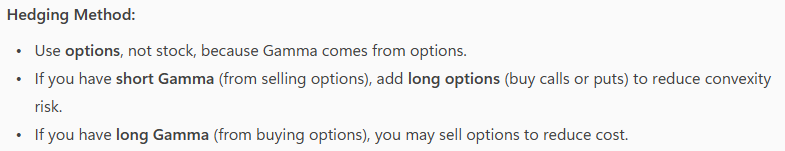 Hedging Method:
• Use options, not stock, because Gamma comes from options.
• If you have short Gamma (from selling options), add long options (buy calls or puts) to reduce convexity
risk.
• If you have long Gamma (from buying options), you may sell options to reduce cost.